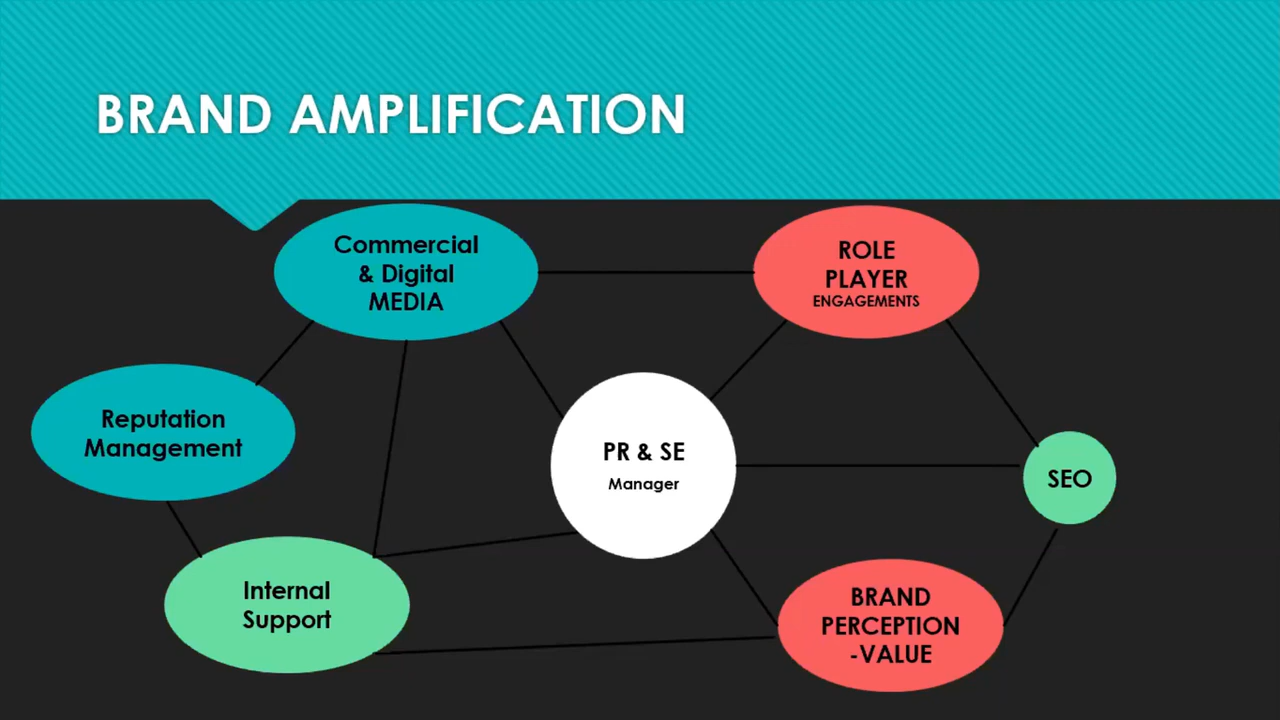 BRAND AMPLIFICATION
Commercial
& Digital
MEDIA
ROLE
PLAYER
ENGAGEMENTS
Reputation
Management
PR & SE
Manager
SEO
Internal
Support
BRAND
PERCEPTION
-VALUE